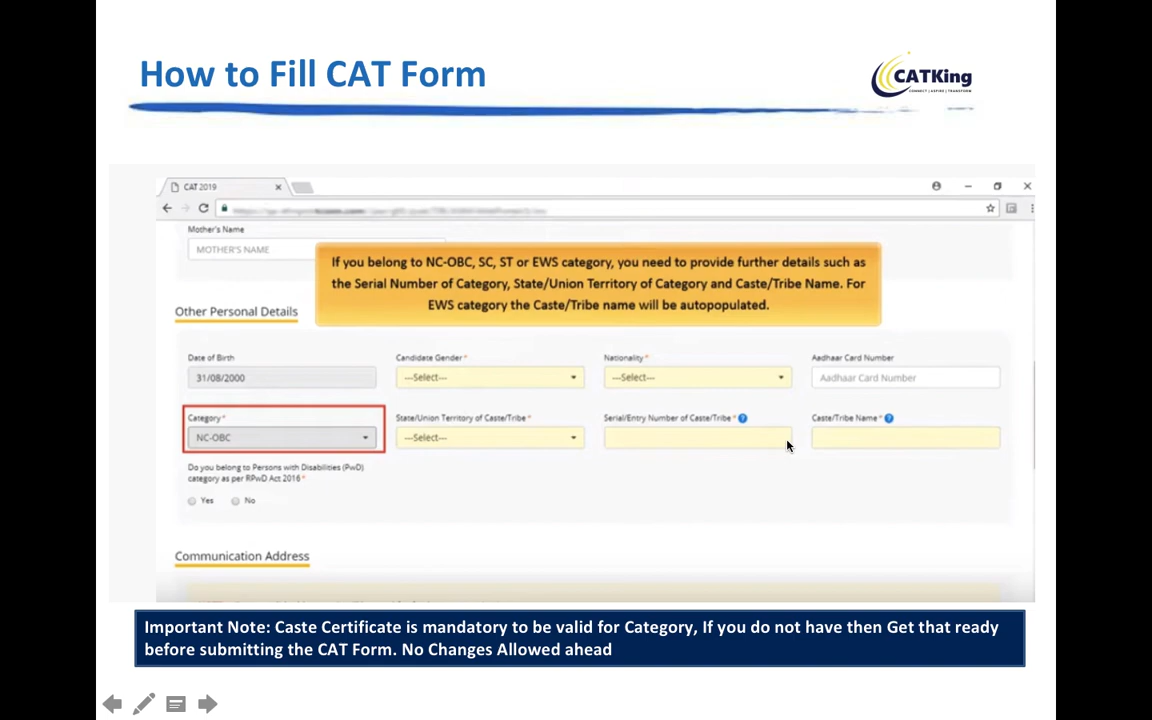 How to Fill CAT Form
CATKing
CONNECT | ASPIRE | TRANSFORM
CAT 2019
Mother's Name
MOTHER'S NAME
If you belong to NC-OBC, SC, ST or EWS category, you need to provide further details such as
the Serial Number of Category, State/Union Territory of Category and Caste/Tribe Name. For
EWS category the Caste/Tribe name will be autopopulated.
Other Personal Details
Date of Birth
Candidate Gender*
Nationality*
Aadhaar Card Number
31/08/2000
---Select---
---Select---
Aadhaar Card Number
Category*
State/Union Territory of Caste/Tribe*
Serial/Entry Number of Caste/Tribe* ?
Caste/Tribe Name* ?
NC-OBC
---Select---
Do you belong to Persons with Disabilities (PwD)
category as per RPwD Act 2016*
Yes
No
Communication Address
Important Note: Caste Certificate is mandatory to be valid for Category, If you do not have then Get that ready
before submitting the CAT Form. No Changes Allowed ahead